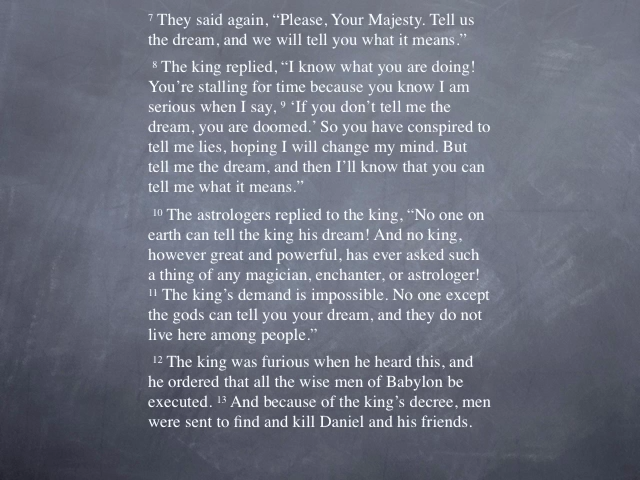 7 They said again, “Please, Your Majesty. Tell us
the dream, and we will tell you what it means.”
8 The king replied, “I know what you are doing!
You’re stalling for time because you know I am
serious when I say, 9 ‘If you don’t tell me the
dream, you are doomed.’ So you have conspired to
tell me lies, hoping I will change my mind. But
tell me the dream, and then I’ll know that you can
tell me what it means.”
10 The astrologers replied to the king, “No one on
earth can tell the king his dream! And no king,
however great and powerful, has ever asked such
a thing of any magician, enchanter, or astrologer!
11 The king’s demand is impossible. No one except
the gods can tell you your dream, and they do not
live here among people.”
12 The king was furious when he heard this, and
he ordered that all the wise men of Babylon be
executed. 13 And because of the king’s decree, men
were sent to find and kill Daniel and his friends.